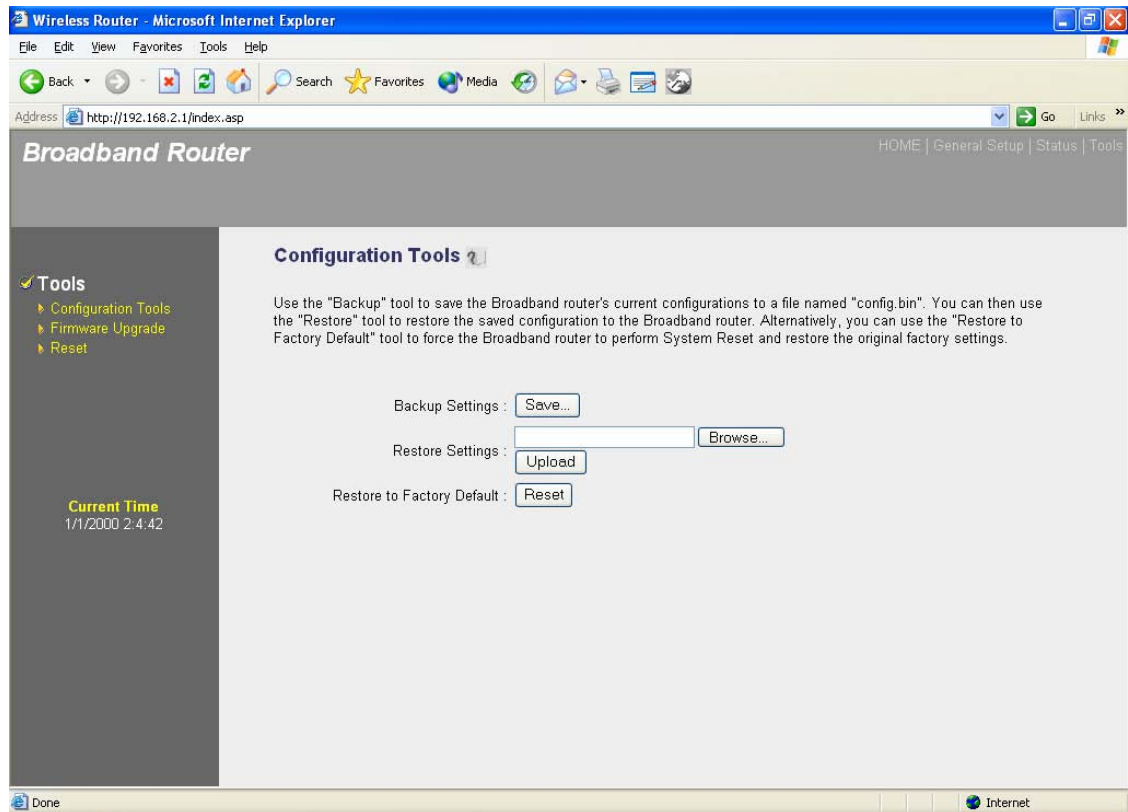 Wireless Router - Microsoft Internet Explorer
File Edit View Favorites Tools Help
Back Search Favorites Media
Address http://192.168.2.1/index.asp Go Links »
Broadband Router
HOME | General Setup | Status | Tools
Tools
Configuration Tools
Firmware Upgrade
Reset
Current Time
1/1/2000 2:4:42
Configuration Tools
Use the "Backup" tool to save the Broadband router's current configurations to a file named "config.bin". You can then use
the "Restore" tool to restore the saved configuration to the Broadband router. Alternatively, you can use the "Restore to
Factory Default" tool to force the Broadband router to perform System Reset and restore the original factory settings.
Backup Settings : Save...
Restore Settings : Browse...
Upload
Restore to Factory Default : Reset
Done Internet